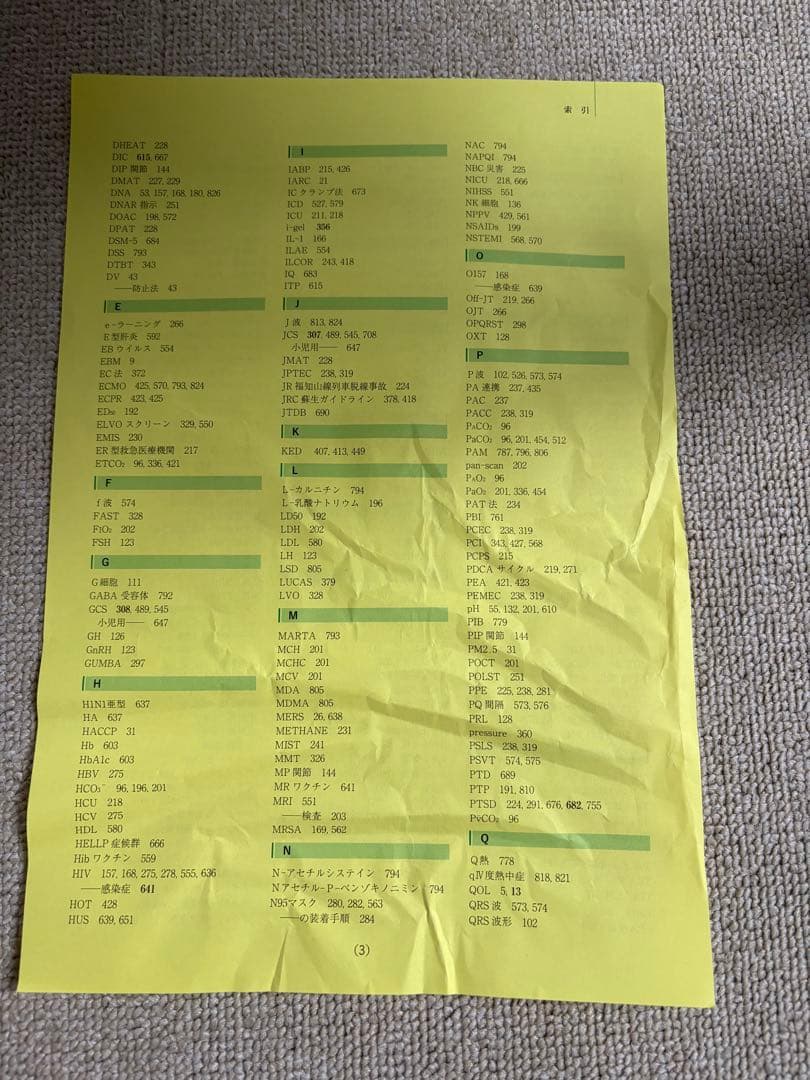 索引
DHEAT 228
DIC 615, 667
DIP 関節 144
DMAT 227, 229
DNA 53, 157, 168, 180, 826
DNAR 指示 251
DOAC 198, 572
DPAT 228
DSM-5 684
DSS 793
DTBT 343
DV 43
――防止法 43
E
e-ラーニング 266
E 型肝炎 592
EB ウイルス 554
EBM 9
EC 法 372
ECMO 425, 570, 793, 824
ECPR 423, 425
ED₅₀ 192
ELVO スクリーン 329, 550
EMIS 230
ER 型救急医療機関 217
ETCO₂ 96, 336, 421
F
f 波 574
FAST 328
FIO₂ 202
FSH 123
G
G 細胞 111
GABA 受容体 792
GCS 308, 489, 545
小児用―― 647
GH 126
GnRH 123
GUMBA 297
H
H1N1 亜型 637
HA 637
HACCP 31
Hb 603
HbA1c 603
HBV 275
HCO₃⁻ 96, 196, 201
HCU 218
HCV 275
HDL 580
HELLP 症候群 666
Hib ワクチン 559
HIV 157, 168, 275, 278, 555, 636
――感染症 641
HOT 428
HUS 639, 651
I
IABP 215, 426
IARC 21
IC クランプ法 673
ICD 527, 579
ICU 211, 218
i-gel 356
IL-1 166
ILAE 554
ILCOR 243, 418
IQ 683
ITP 615
J
J 波 813, 824
JCS 307, 489, 545, 708
小児用―― 647
JMAT 228
JPTEC 238, 319
JR 福知山線列車脱線事故 224
JRC 蘇生ガイドライン 378, 418
JTDB 690
K
KED 407, 413, 449
L
L-カルニチン 794
L-乳酸ナトリウム 196
LD50 192
LDH 202
LDL 580
LH 123
LSD 805
LUCAS 379
LVO 328
M
MARTA 793
MCH 201
MCHC 201
MCV 201
MDA 805
MDMA 805
MERS 26, 638
METHANE 231
MIST 241
MMT 326
MP 関節 144
MR ワクチン 641
MRI 551
――検査 203
MRSA 169, 562
N
N-アセチルシステイン 794
N アセチル-P-ベンゾキノニミン 794
N95 マスク 280, 282, 563
――の装着手順 284
NAC 794
NAPQI 794
NBC 災害 225
NICU 218, 666
NIHSS 551
NK 細胞 136
NPPV 429, 561
NSAIDs 199
NSTEMI 568, 570
O
O157 168
――感染症 639
Off-JT 219, 266
OJT 266
OPQRST 298
OXT 128
P
P 波 102, 526, 573, 574
PA 連携 237, 435
PAC 237
PACC 238, 319
PACO₂ 96
PaCO₂ 96, 201, 454, 512
PAM 787, 796, 806
pan-scan 202
PAO₂ 96
PaO₂ 201, 336, 454
PAT 法 234
PBI 761
PCEC 238, 319
PCI 343, 427, 568
PCPS 215
PDCA サイクル 219, 271
PEA 421, 423
PEMEC 238, 319
pH 55, 132, 201, 610
PIB 779
PIP 関節 144
PM2.5 31
POCT 201
POLST 251
PPE 225, 238, 281
PQ 間隔 573, 576
PRL 128
pressure 360
PSLS 238, 319
PSVT 574, 575
PTD 689
PTP 191, 810
PTSD 224, 291, 676, 682, 755
Pv̄CO₂ 96
Q
Q 熱 778
qⅣ度熱中症 818, 821
QOL 5, 13
QRS 波 573, 574
QRS 波形 102
(3)